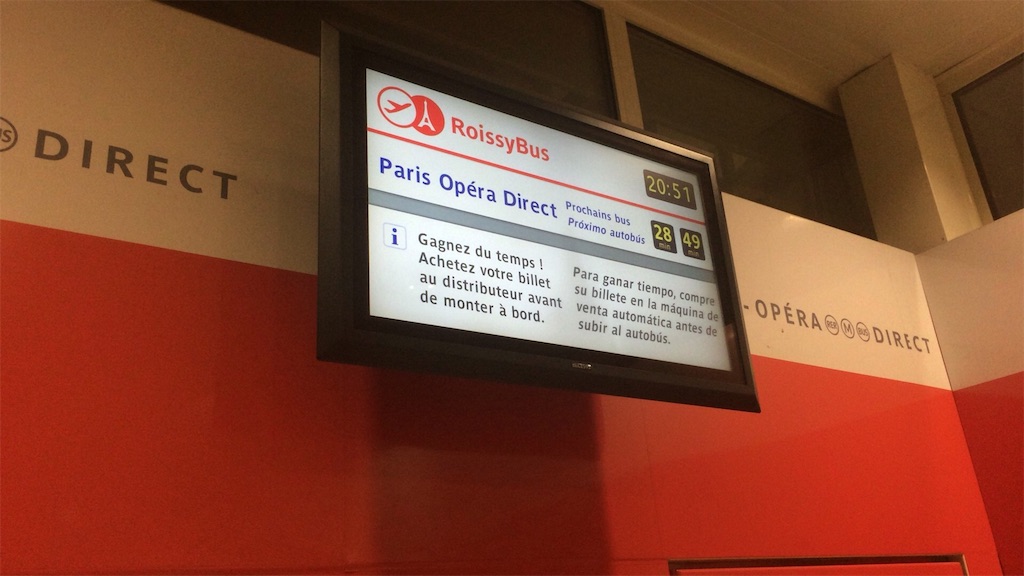 DIRECT
RoissyBus
20:51
Paris Opéra Direct
Prochains bus
Próximo autobús
28 min
49 min
Gagnez du temps !
Achetez votre billet
au distributeur avant
de monter à bord.
Para ganar tiempo, compre
su billete en la máquina de
venta automática antes de
subir al autobús.
-OPÉRA RER M BUS DIRECT